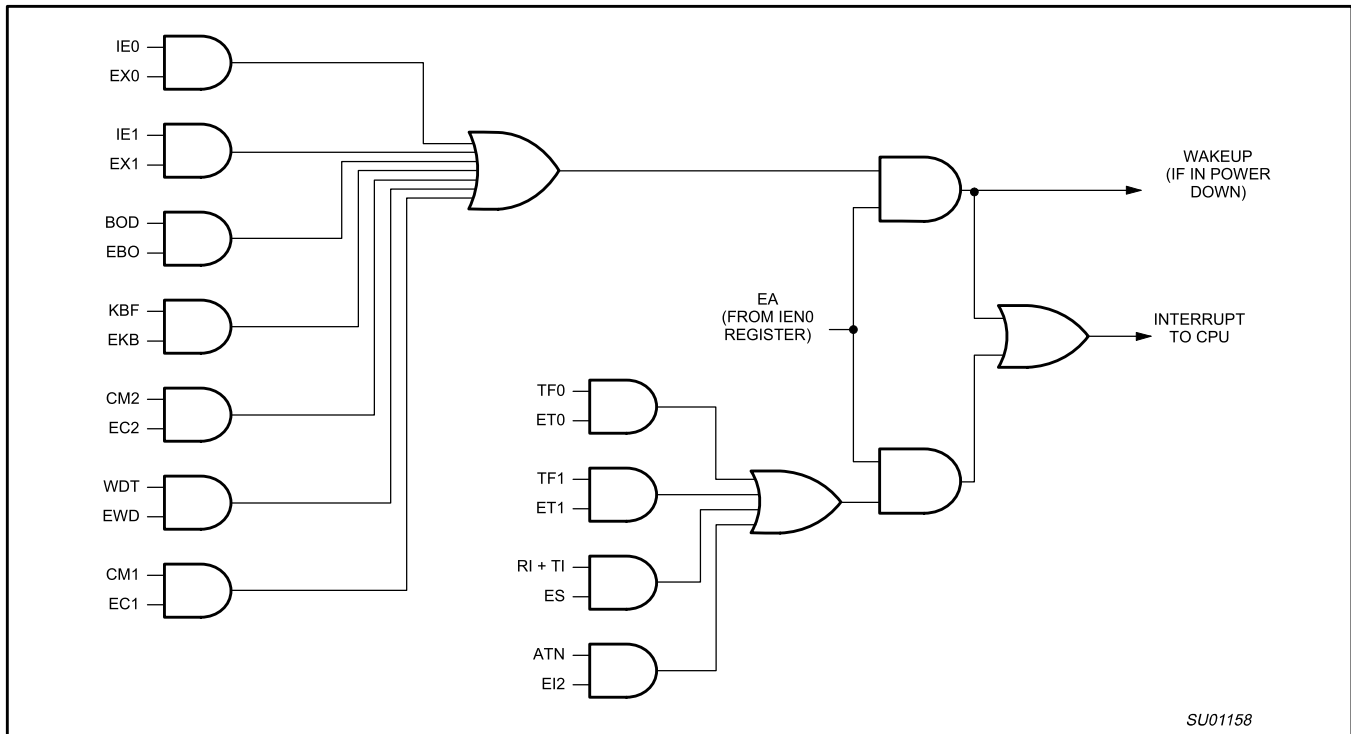 IE0
EX0
IE1
EX1
BOD
EBO
KBF
EKB
CM2
EC2
WDT
EWD
CM1
EC1
EA
(FROM IEN0
REGISTER)
TF0
ET0
TF1
ET1
RI + TI
ES
ATN
EI2
WAKEUP
(IF IN POWER
DOWN)
INTERRUPT
TO CPU
SU01158